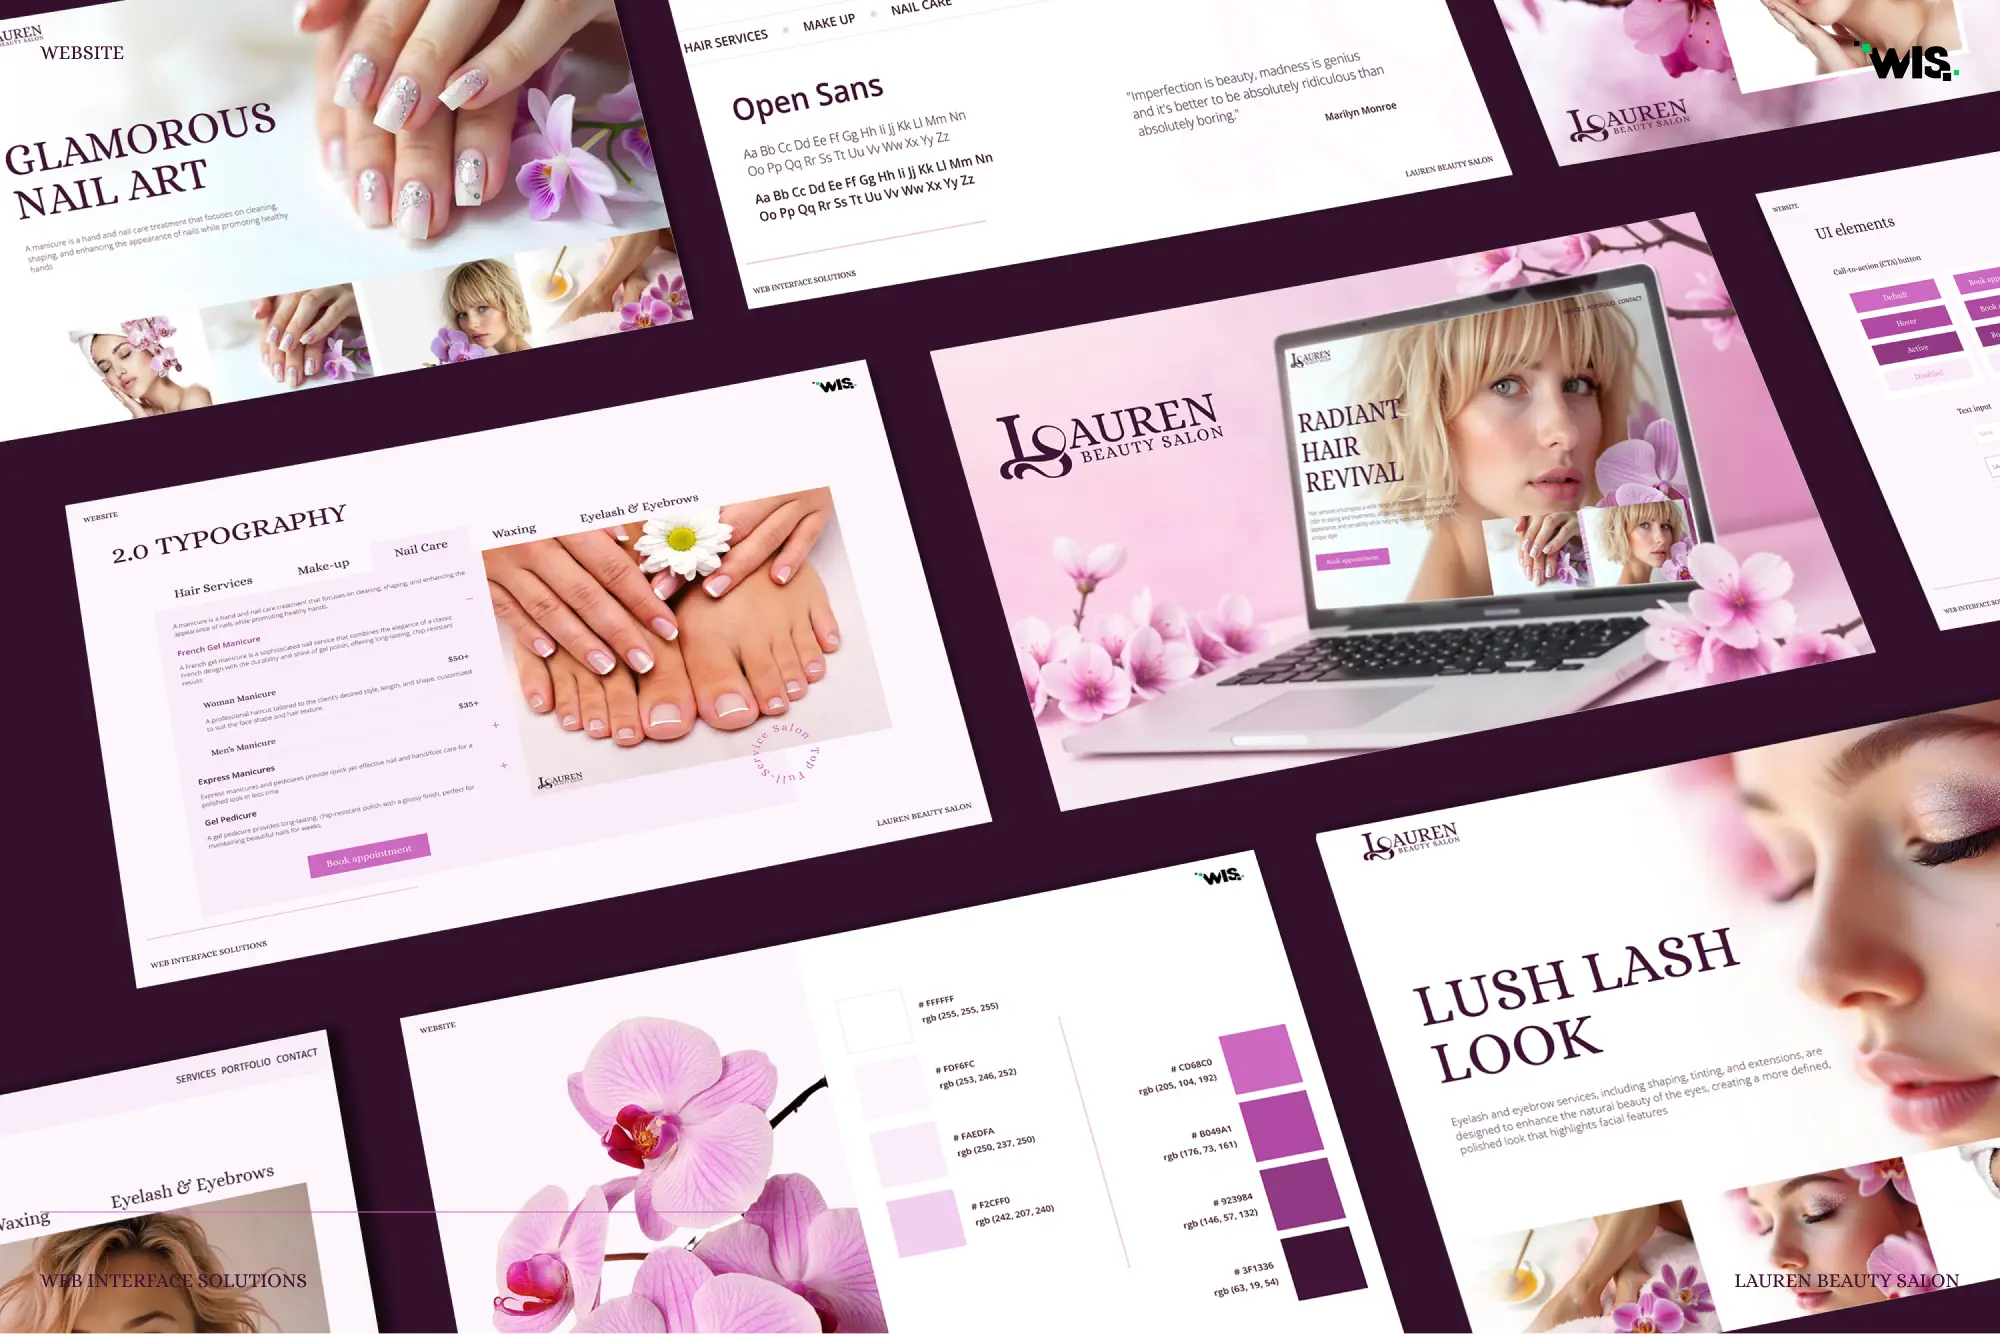 LAUREN
BEAUTY SALON
WEBSITE
GLAMOROUS
NAIL ART
A manicure is a hand and nail care treatment that focuses on cleaning,
shaping, and enhancing the appearance of nails while promoting healthy
hands
HAIR SERVICES • MAKE UP • NAIL CARE
Open Sans
Aa Bb Cc Dd Ee Ff Gg Hh Ii Jj Kk Ll Mm Nn
Oo Pp Qq Rr Ss Tt Uu Vv Ww Xx Yy Zz
Aa Bb Cc Dd Ee Ff Gg Hh Ii Jj Kk Ll Mm Nn
Oo Pp Qq Rr Ss Tt Uu Vv Ww Xx Yy Zz
"Imperfection is beauty, madness is genius
and it's better to be absolutely ridiculous than
absolutely boring."
Marilyn Monroe
WEB INTERFACE SOLUTIONS
LAUREN BEAUTY SALON
WIS.
LAUREN
BEAUTY SALON
WEBSITE
UI elements
Call-to-action (CTA) button
Default
Hover
Active
Disabled
Book
Book
Text input
WEB INTERFACE
LAUREN
BEAUTY SALON
PORTFOLIO CONTACT
LAUREN
RADIANT
HAIR
REVIVAL
Book appointment
WIS.
WEBSITE
2.0 TYPOGRAPHY
Hair Services
Make-up
Nail Care
Waxing
Eyelash & Eyebrows
A manicure is a hand and nail care treatment that focuses on cleaning, shaping, and enhancing the
appearance of nails while promoting healthy hands.
French Gel Manicure
A French gel manicure is a sophisticated nail service that combines the elegance of a classic
French design with the durability and shine of gel polish, offering long-lasting, chip-resistant
results
$50+
Woman Manicure
A professional haircut tailored to the client's desired style, length, and shape, customized
to suit the face shape and hair texture.
$35+
Men's Manicure
Express Manicures
Express manicures and pedicures provide quick yet effective nail and hand/foot care for a
polished look in less time
Gel Pedicure
A gel pedicure provides long-lasting, chip-resistant polish with a glossy finish, perfect for
maintaining beautiful nails for weeks.
Book appointment
LAUREN
Top Full-Service Salon
WEB INTERFACE SOLUTIONS
LAUREN BEAUTY SALON
SERVICES PORTFOLIO CONTACT
Waxing
Eyelash & Eyebrows
WEB INTERFACE SOLUTIONS
WIS.
WEBSITE
# FFFFFF
rgb (255, 255, 255)
# FDF6FC
rgb (253, 246, 252)
# FAEDFA
rgb (250, 237, 250)
# F2CFF0
rgb (242, 207, 240)
# CD68C0
rgb (205, 104, 192)
# B049A1
rgb (176, 73, 161)
# 923984
rgb (146, 57, 132)
# 3F1336
rgb (63, 19, 54)
LAUREN
BEAUTY SALON
LUSH LASH
LOOK
Eyelash and eyebrow services, including shaping, tinting, and extensions, are
designed to enhance the natural beauty of the eyes, creating a more defined,
polished look that highlights facial features
LAUREN BEAUTY SALON